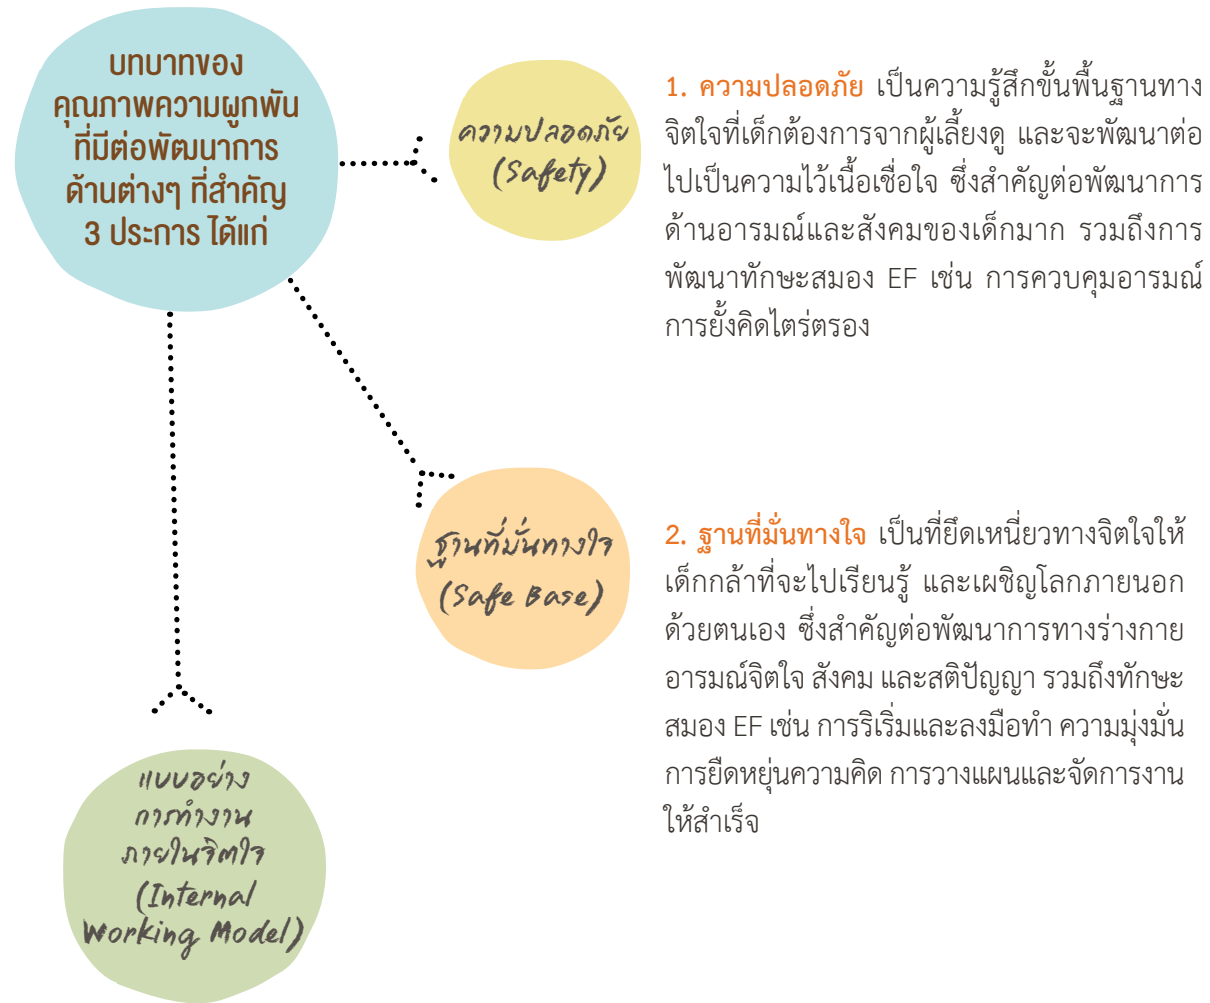 บทบาทของ
คุณภาพความผูกพัน
ที่มีต่อพัฒนาการ
ด้านต่างๆ ที่สำคัญ
3 ประการ ได้แก่
ความปลอดภัย
(Safety)
1. ความปลอดภัย เป็นความรู้สึกขั้นพื้นฐานทาง
จิตใจที่เด็กต้องการจากผู้เลี้ยงดู และจะพัฒนาต่อ
ไปเป็นความไว้เนื้อเชื่อใจ ซึ่งสำคัญต่อพัฒนาการ
ด้านอารมณ์และสังคมของเด็กมาก รวมถึงการ
พัฒนาทักษะสมอง EF เช่น การควบคุมอารมณ์
การยั้งคิดไตร่ตรอง
ฐานที่มั่นทางใจ
(Safe Base)
2. ฐานที่มั่นทางใจ เป็นที่ยึดเหนี่ยวทางจิตใจให้
เด็กกล้าที่จะไปเรียนรู้ และเผชิญโลกภายนอก
ด้วยตนเอง ซึ่งสำคัญต่อพัฒนาการทางร่างกาย
อารมณ์จิตใจ สังคม และสติปัญญา รวมถึงทักษะ
สมอง EF เช่น การริเริ่มและลงมือทำ ความมุ่งมั่น
การยืดหยุ่นความคิด การวางแผนและจัดการงาน
ให้สำเร็จ
แบบอย่าง
การทำงาน
ภายในจิตใจ
(Internal
Working Model)